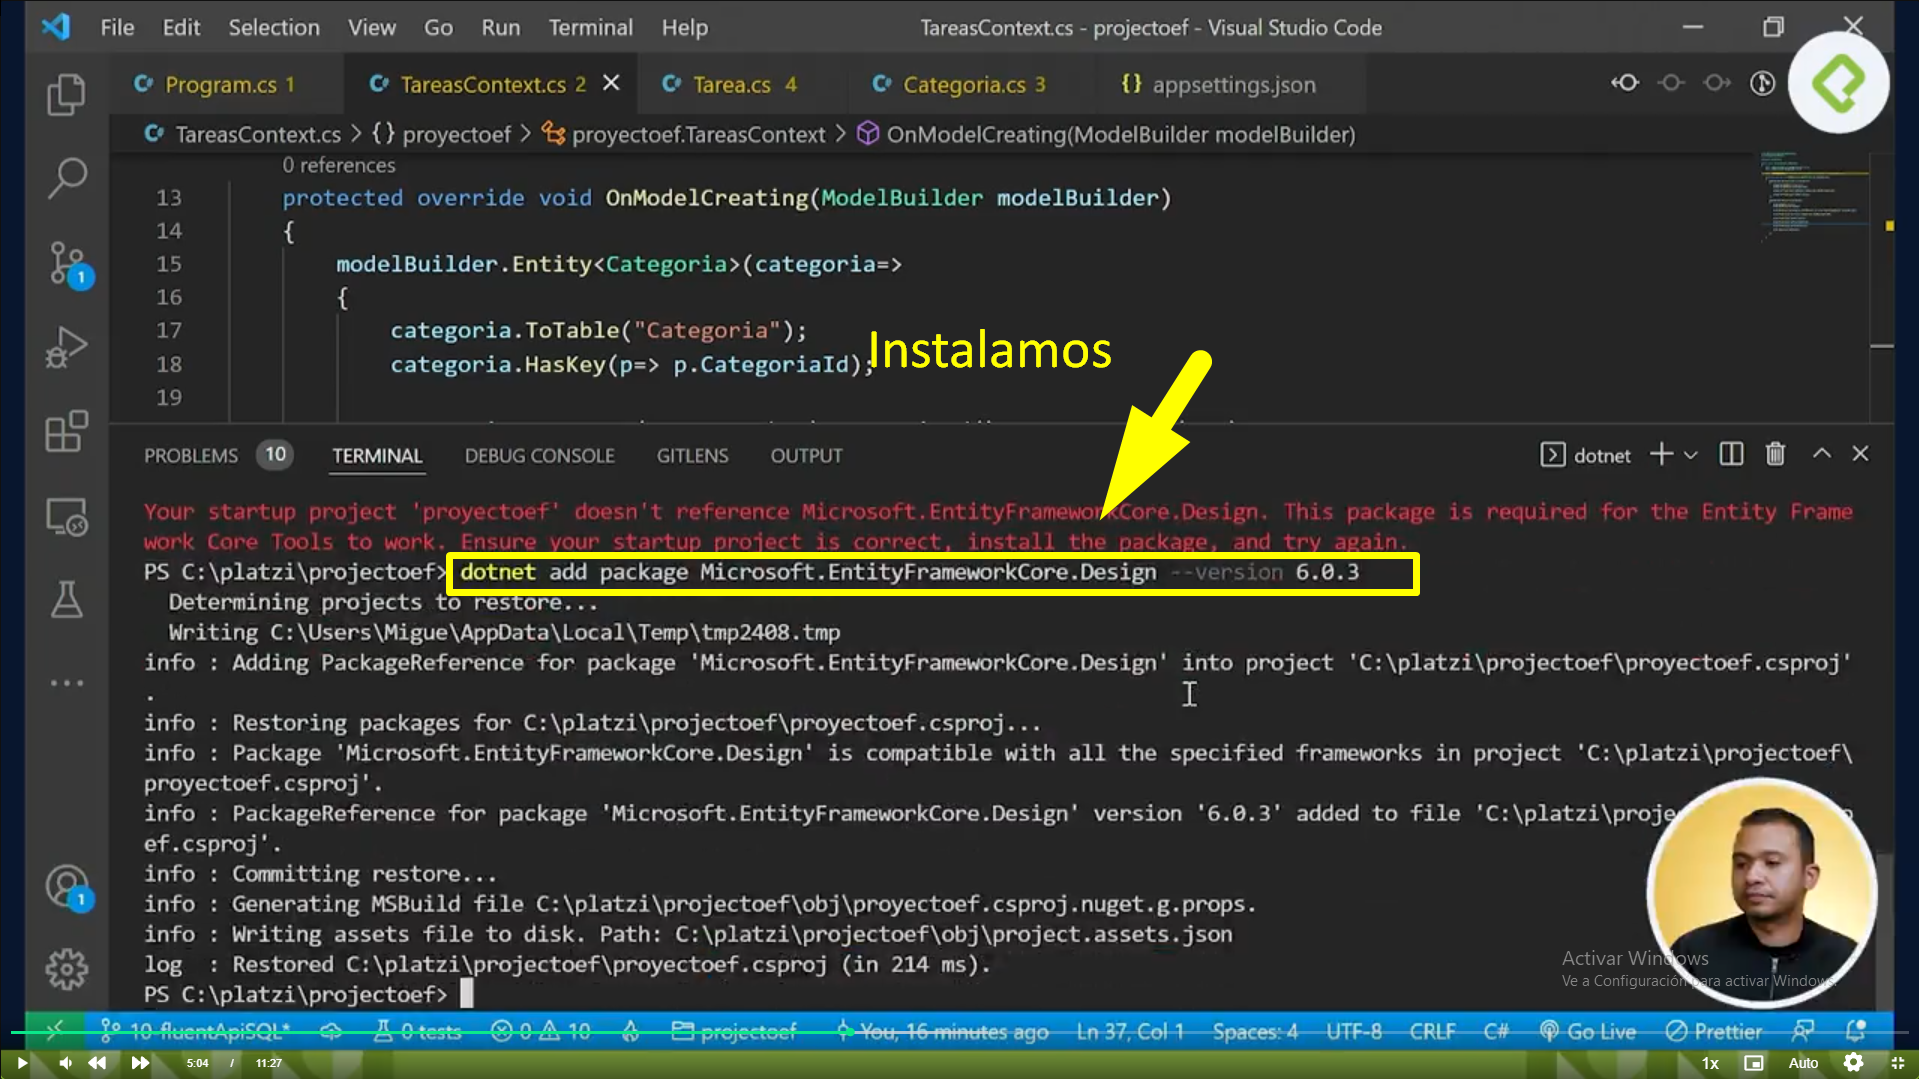 File Edit Selection View Go Run Terminal Help TareasContext.cs - projectoef - Visual Studio Code
Program.cs 1 TareasContext.cs 2 Tarea.cs 4 Categoria.cs 3 {} appsettings.json
TareasContext.cs > {} proyectoef > proyectoef.TareasContext > OnModelCreating(ModelBuilder modelBuilder)
0 references
13 protected override void OnModelCreating(ModelBuilder modelBuilder)
14 {
15 modelBuilder.Entity<Categoria>(categoria=>
16 {
17 categoria.ToTable("Categoria");
18 categoria.HasKey(p=> p.CategoriaId);
19
Instalamos
1
PROBLEMS 10 TERMINAL DEBUG CONSOLE GITLENS OUTPUT dotnet
Your startup project 'proyectoef' doesn't reference Microsoft.EntityFrameworkCore.Design. This package is required for the Entity Frame
work Core Tools to work. Ensure your startup project is correct, install the package, and try again.
PS C:\platzi\projectoef> dotnet add package Microsoft.EntityFrameworkCore.Design --version 6.0.3
Determining projects to restore...
Writing C:\Users\Migue\AppData\Local\Temp\tmp2408.tmp
info : Adding PackageReference for package 'Microsoft.EntityFrameworkCore.Design' into project 'C:\platzi\projectoef\proyectoef.csproj'
.
info : Restoring packages for C:\platzi\projectoef\proyectoef.csproj...
info : Package 'Microsoft.EntityFrameworkCore.Design' is compatible with all the specified frameworks in project 'C:\platzi\projectoef\
proyectoef.csproj'.
info : PackageReference for package 'Microsoft.EntityFrameworkCore.Design' version '6.0.3' added to file 'C:\platzi\proje
ef.csproj'.
info : Committing restore...
info : Generating MSBuild file C:\platzi\projectoef\obj\proyectoef.csproj.nuget.g.props.
info : Writing assets file to disk. Path: C:\platzi\projectoef\obj\project.assets.json
log : Restored C:\platzi\projectoef\proyectoef.csproj (in 214 ms).
PS C:\platzi\projectoef>
1
Activar Windows
Ve a Configuración para activar Windows.
10-fluentApiSQL* 0 tests 0 10 projectoef You, 16 minutes ago Ln 37, Col 1 Spaces: 4 UTF-8 CRLF C# Go Live Prettier
5:04 / 11:27 1x Auto